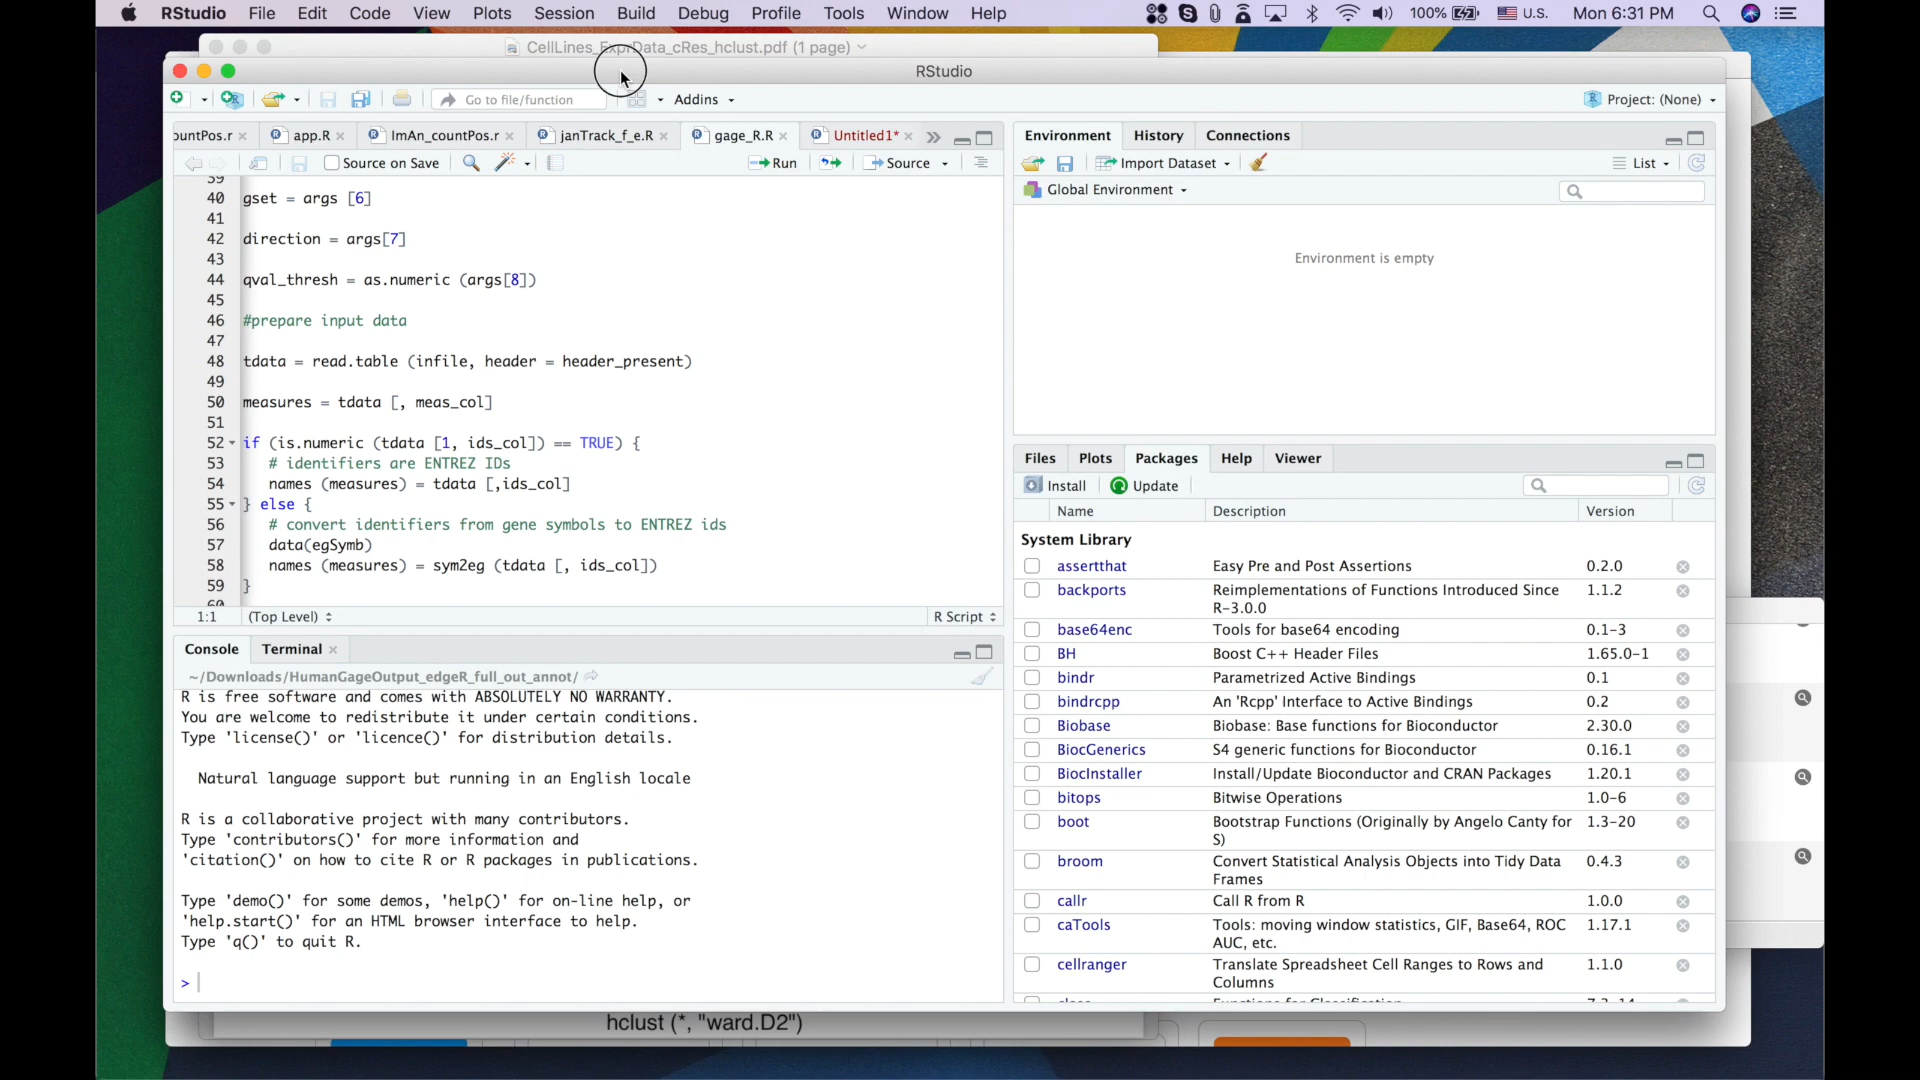 RStudio File Edit Code View Plots Session Build Debug Profile Tools Window Help 100% U.S. Mon 6:31 PM
CellLines_ExprData_cRes_hclust.pdf (1 page)
RStudio
Go to file/function Addins Project: (None)
ountPos.r app.R ImAn_countPos.r janTrack_f_e.R gage_R.R Untitled1*
Source on Save Run Source
39
40 gset = args [6]
41
42 direction = args[7]
43
44 qval_thresh = as.numeric (args[8])
45
46 #prepare input data
47
48 tdata = read.table (infile, header = header_present)
49
50 measures = tdata [, meas_col]
51
52 if (is.numeric (tdata [1, ids_col]) == TRUE) {
53 # identifiers are ENTREZ IDs
54 names (measures) = tdata [,ids_col]
55 } else {
56 # convert identifiers from gene symbols to ENTREZ ids
57 data(egSymb)
58 names (measures) = sym2eg (tdata [, ids_col])
59 }
60
1:1 (Top Level) R Script
Console Terminal
~/Downloads/HumanGageOutput_edgeR_full_out_annot/
R is free software and comes with ABSOLUTELY NO WARRANTY.
You are welcome to redistribute it under certain conditions.
Type 'license()' or 'licence()' for distribution details.
Natural language support but running in an English locale
R is a collaborative project with many contributors.
Type 'contributors()' for more information and
'citation()' on how to cite R or R packages in publications.
Type 'demo()' for some demos, 'help()' for on-line help, or
'help.start()' for an HTML browser interface to help.
Type 'q()' to quit R.
>
Environment History Connections
Import Dataset List
Global Environment
Environment is empty
Files Plots Packages Help Viewer
Install Update
Name Description Version
System Library
assertthat Easy Pre and Post Assertions 0.2.0
backports Reimplementations of Functions Introduced Since 1.1.2
R-3.0.0
base64enc Tools for base64 encoding 0.1-3
BH Boost C++ Header Files 1.65.0-1
bindr Parametrized Active Bindings 0.1
bindrcpp An 'Rcpp' Interface to Active Bindings 0.2
Biobase Biobase: Base functions for Bioconductor 2.30.0
BiocGenerics S4 generic functions for Bioconductor 0.16.1
BiocInstaller Install/Update Bioconductor and CRAN Packages 1.20.1
bitops Bitwise Operations 1.0-6
boot Bootstrap Functions (Originally by Angelo Canty for 1.3-20
S)
broom Convert Statistical Analysis Objects into Tidy Data 0.4.3
Frames
callr Call R from R 1.0.0
caTools Tools: moving window statistics, GIF, Base64, ROC 1.17.1
AUC, etc.
cellranger Translate Spreadsheet Cell Ranges to Rows and 1.1.0
Columns
class Functions for Classification 7.3-14
hclust (*, "ward.D2")